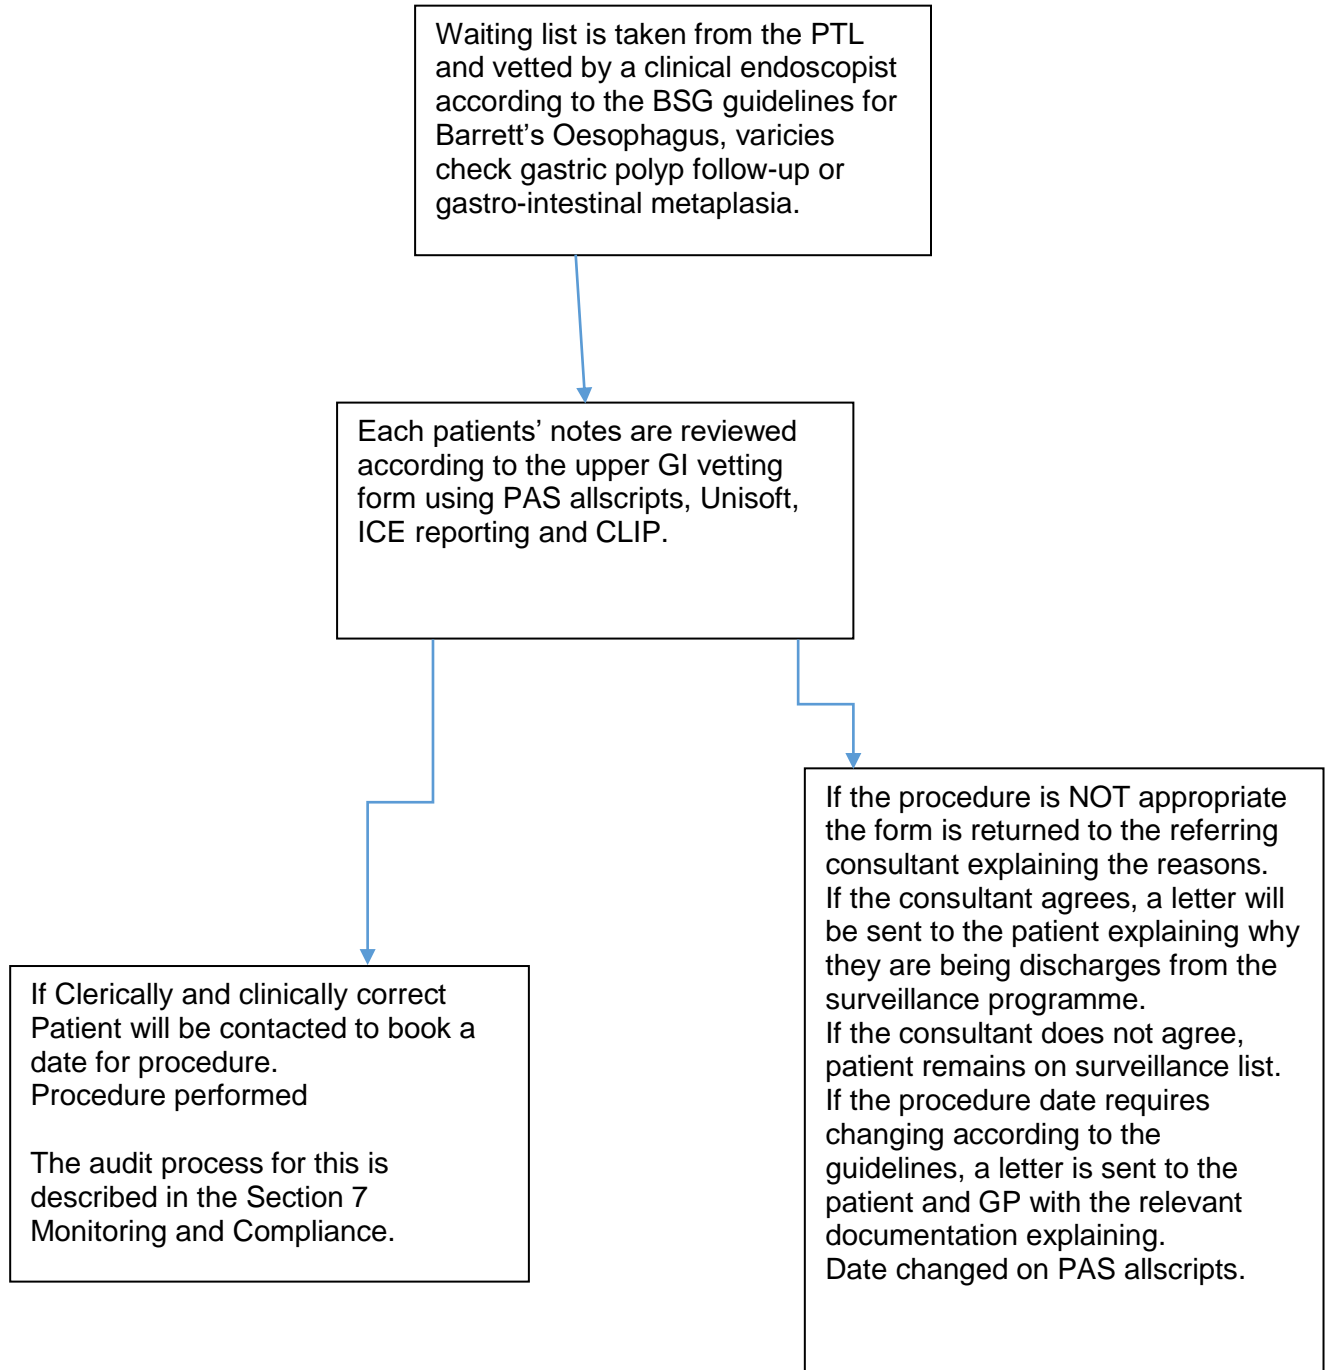 Waiting list is taken from the PTL
and vetted by a clinical endoscopist
according to the BSG guidelines for
Barrett’s Oesophagus, varicies
check gastric polyp follow-up or
gastro-intestinal metaplasia.
Each patients’ notes are reviewed
according to the upper GI vetting
form using PAS allscripts, Unisoft,
ICE reporting and CLIP.
If Clerically and clinically correct
Patient will be contacted to book a
date for procedure.
Procedure performed
The audit process for this is
described in the Section 7
Monitoring and Compliance.
If the procedure is NOT appropriate
the form is returned to the referring
consultant explaining the reasons.
If the consultant agrees, a letter will
be sent to the patient explaining why
they are being discharges from the
surveillance programme.
If the consultant does not agree,
patient remains on surveillance list.
If the procedure date requires
changing according to the
guidelines, a letter is sent to the
patient and GP with the relevant
documentation explaining.
Date changed on PAS allscripts.